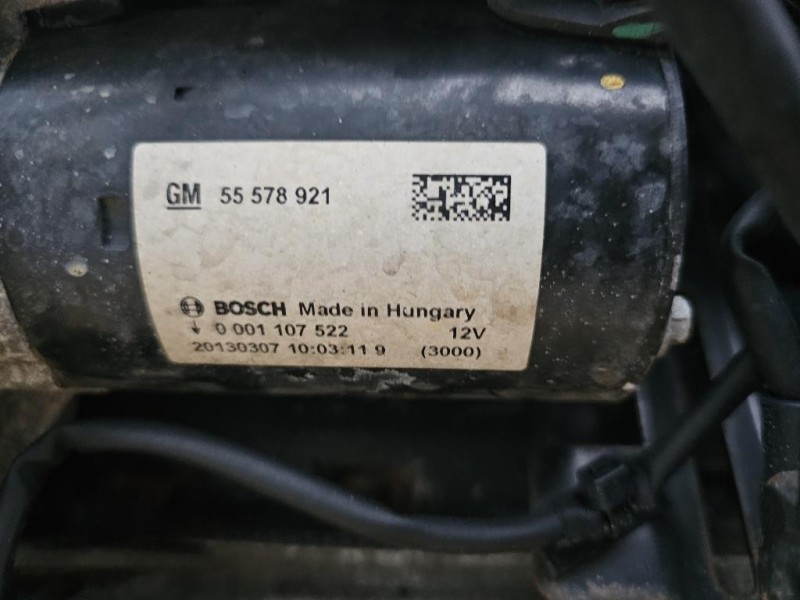 GM 55 578 921
BOSCH Made in Hungary
0 001 107 522 12V
20130307 10:03:11 9 (3000)